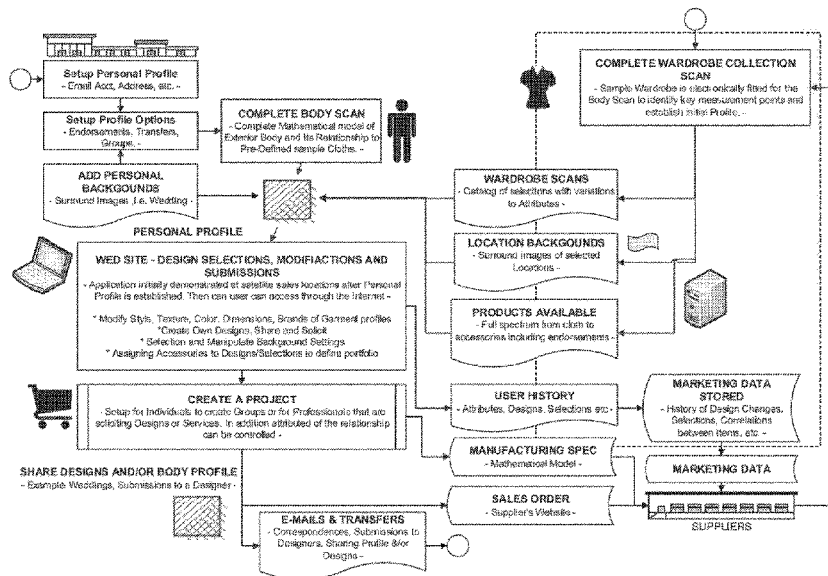 Setup Personal Profile
- Email Acct, Address, etc. -
Setup Profile Options
- Endorsements, Transfers,
Groups. -
ADD PERSONAL
BACKGOUNDS
- Surround Images ,I.e. Wedding -
COMPLETE BODY SCAN
- Complete Mathematical model of
Exterior Body and its Relationship to
Pre-Defined sample Cloths. -
COMPLETE WARDROBE COLLECTION
SCAN
- Sample Wardrobe is electronically fitted for the
Body Scan to identify key measurement points and
establish initial Profile. -
WARDROBE SCANS
- Catalog of selections with variations
to Attributes -
LOCATION BACKGOUNDS
- Surround images of selected
Locations -
PRODUCTS AVAILABLE
- Full spectrum from cloth to
accessories including endorsements -
PERSONAL PROFILE
WEB SITE - DESIGN SELECTIONS, MODIFIACTIONS AND
SUBMISSIONS
- Application initially demonstrated at satellite sales locations after Personal
Profile is established. Then can user can access through the Internet -
* Modify Style, Texture, Color, Dimensions, Brands of Garment profiles
*Create Own Designs, Share and Solicit
*Selection and Manipulate Background Settings
*Assigning Accessories to Designs/Selections to define portfolio
CREATE A PROJECT
- Setup for Individuals to create Groups or for Professionals that are
soliciting Designs or Services. In addition attributed of the relationship
can be controlled -
USER HISTORY
- Attributes, Designs, Selections etc -
MARKETING DATA
STORED
- History of Design Changes,
Selections, Correlations
between items, etc -
MANUFACTURING SPEC
- Mathematical Model -
MARKETING DATA
SHARE DESIGNS AND/OR BODY PROFILE
- Example Weddings, Submissions to a Designer -
SALES ORDER
- Supplier's Website -
SUPPLIERS
E-MAILS & TRANSFERS
- Correspondences, Submissions to
Designers, Sharing Profile &/or
Designs -